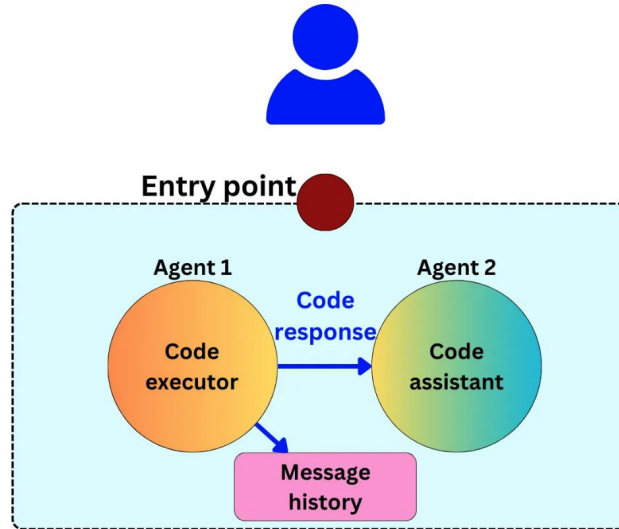 Entry point
Agent 1
Agent 2
Code
response
Code
executor
Code
assistant
Message
history